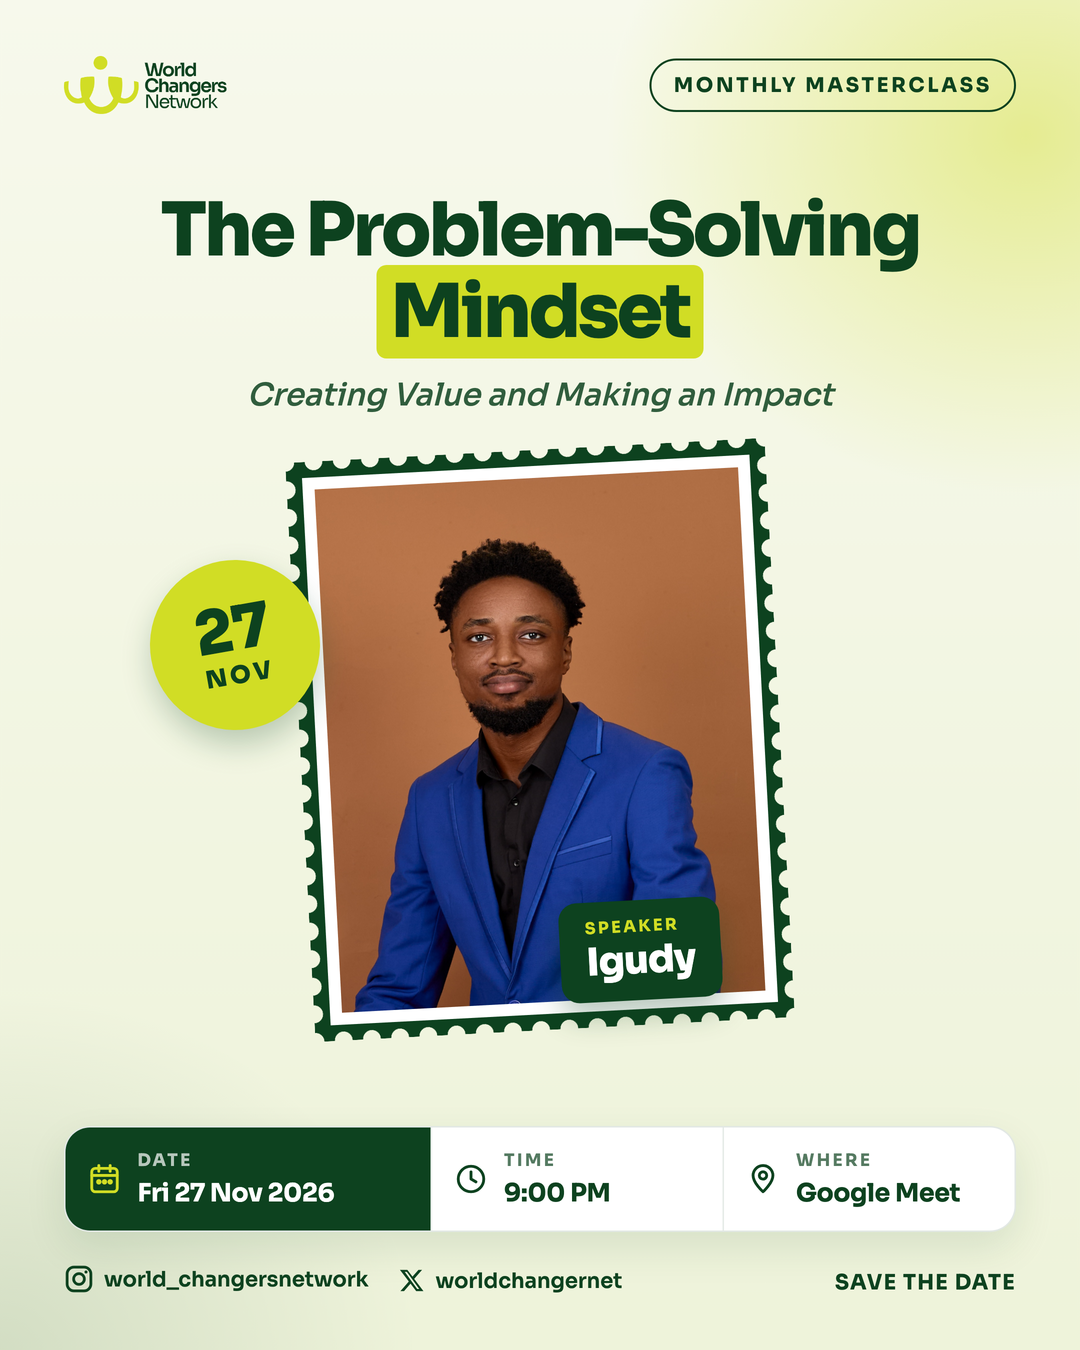 World
Changers
Network
MONTHLY MASTERCLASS
The Problem-Solving
Mindset
Creating Value and Making an Impact
27
NOV
SPEAKER
Igudy
DATE
Fri 27 Nov 2026
TIME
9:00 PM
WHERE
Google Meet
world_changersnetwork
worldchangernet
SAVE THE DATE